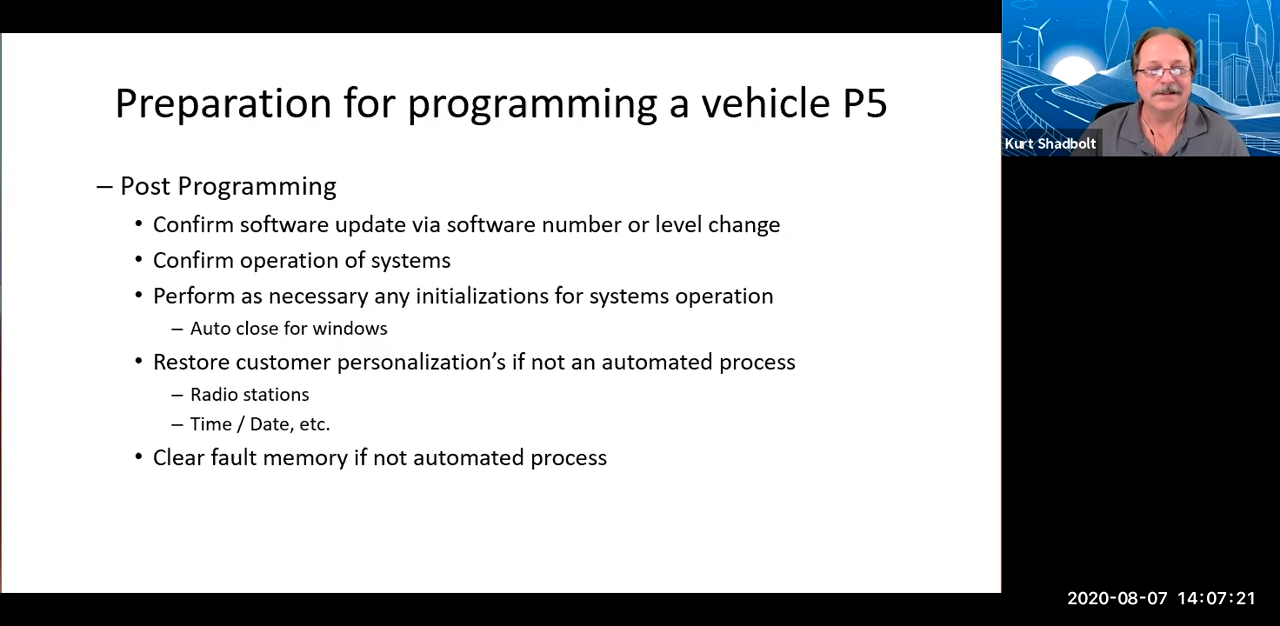 Preparation for programming a vehicle P5
– Post Programming
• Confirm software update via software number or level change
• Confirm operation of systems
• Perform as necessary any initializations for systems operation
– Auto close for windows
• Restore customer personalization’s if not an automated process
– Radio stations
– Time / Date, etc.
• Clear fault memory if not automated process
Kurt Shadbolt
2020-08-07 14:07:21